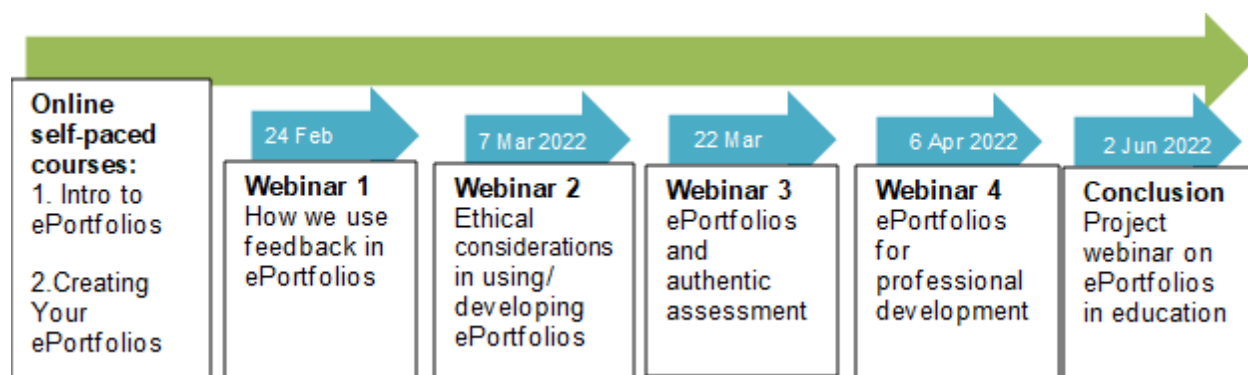 Online
self-paced
courses:
1. Intro to
ePortfolios
2.Creating
Your
ePortfolios
24 Feb
Webinar 1
How we use
feedback in
ePortfolios
7 Mar 2022
Webinar 2
Ethical
considerations
in using/
developing
ePortfolios
22 Mar
Webinar 3
ePortfolios
and
authentic
assessment
6 Apr 2022
Webinar 4
ePortfolios
for
professional
development
2 Jun 2022
Conclusion
Project
webinar on
ePortfolios
in education